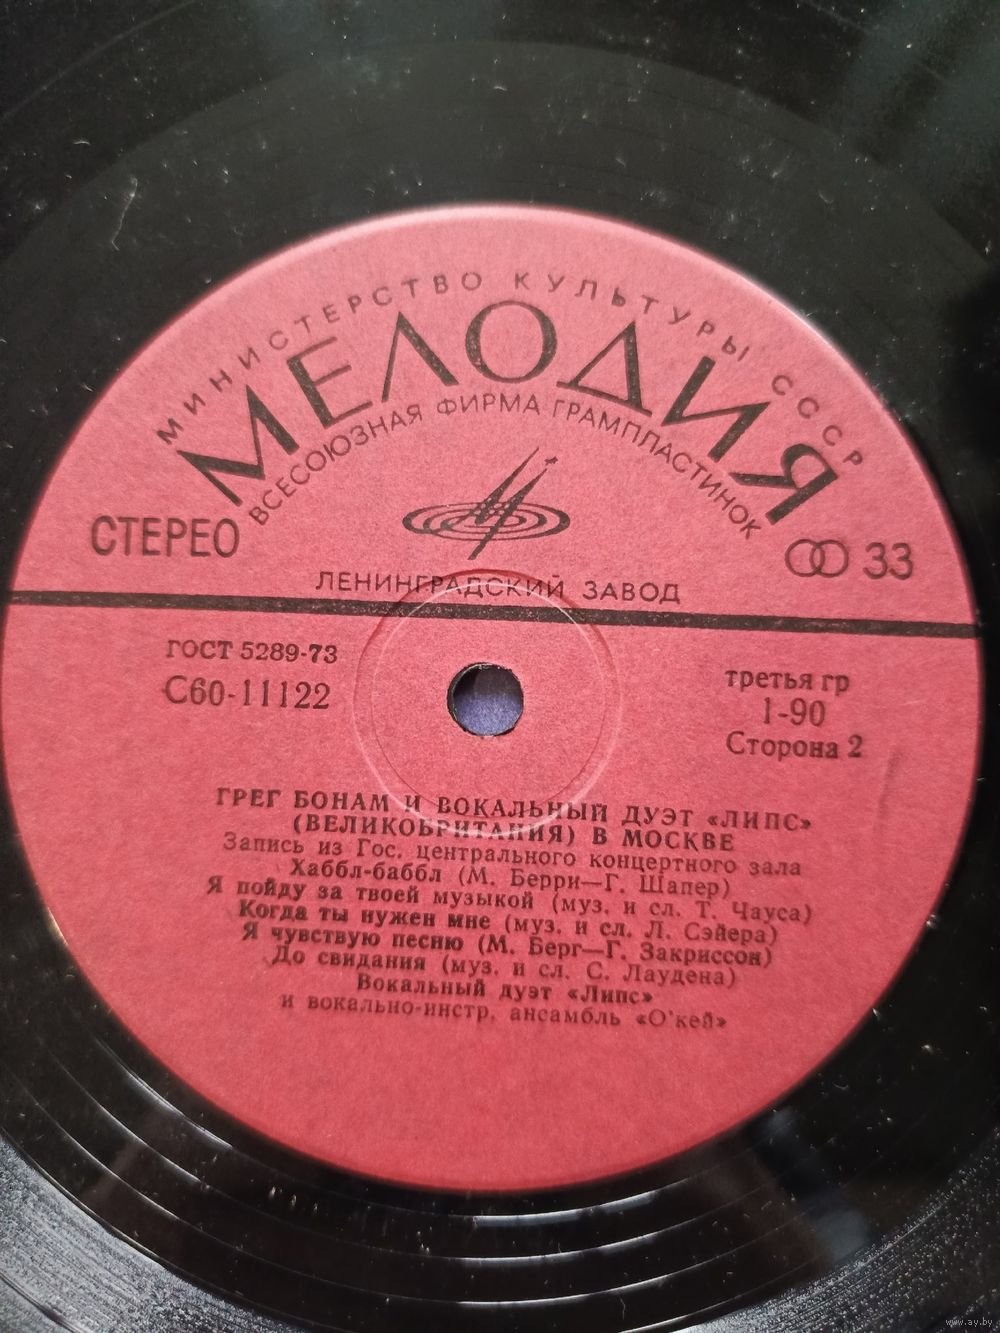 МИНИСТЕРСТВО КУЛЬТУРЫ СССР
МЕЛОДИЯ
ВСЕСОЮЗНАЯ ФИРМА ГРАМПЛАСТИНОК
СТЕРЕО
33
ЛЕНИНГРАДСКИЙ ЗАВОД
ГОСТ 5289-73
С60-11122
третья гр
1-90
Сторона 2
ГРЕГ БОНАМ И ВОКАЛЬНЫЙ ДУЭТ «ЛИПС»
(ВЕЛИКОБРИТАНИЯ) В МОСКВЕ
Запись из Гос. центрального концертного зала
Хаббл-баббл (М. Берри—Г. Шапер)
Я пойду за твоей музыкой (муз. и сл. Т. Чауса)
Когда ты нужен мне (муз. и сл. Л. Сэйера)
Я чувствую песню (М. Берг—Г. Закриссон)
До свидания (муз. и сл. С. Лаудена)
Вокальный дуэт «Липс»
и вокально-инстр. ансамбль «О'кей»
www.ay.by